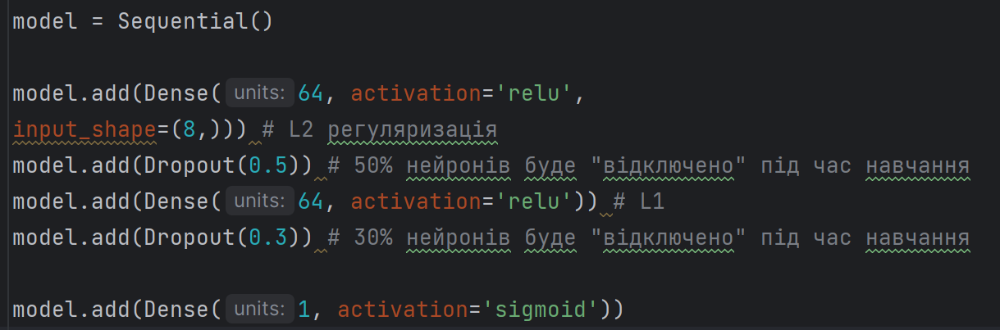 model = Sequential()
model.add(Dense( units: 64, activation='relu',
input_shape=(8,))) # L2 регуляризація
model.add(Dropout(0.5)) # 50% нейронів буде "відключено" під час навчання
model.add(Dense( units: 64, activation='relu')) # L1
model.add(Dropout(0.3)) # 30% нейронів буде "відключено" під час навчання
model.add(Dense( units: 1, activation='sigmoid'))